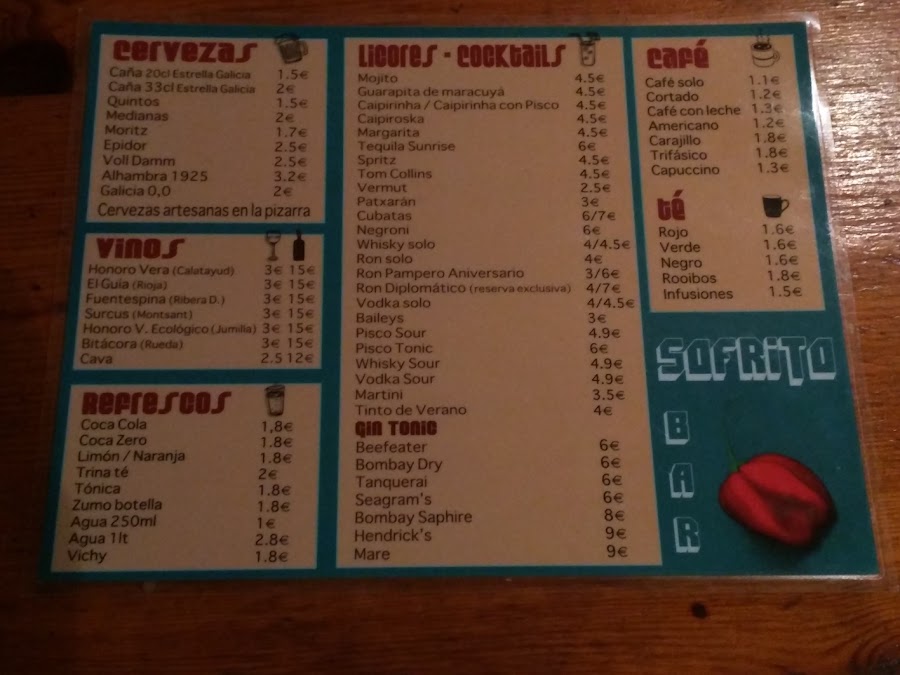 Cervezas
Caña 20cl Estrella Galicia 1.5€
Caña 33cl Estrella Galicia 2€
Quintos 1.5€
Medianas 2€
Moritz 1.7€
Epidor 2.5€
Voll Damm 2.5€
Alhambra 1925 3.2€
Galicia 0,0 2€
Cervezas artesanas en la pizarra
Vinos
Honoro Vera (Calatayud) 3€ 15€
El Guía (Rioja) 3€ 15€
Fuentespina (Ribera D.) 3€ 15€
Surcus (Montsant) 3€ 15€
Honoro V. Ecológico (Jumilia) 3€ 15€
Bitácora (Rueda) 3€ 15€
Cava 2.5 12€
Refrescos
Coca Cola 1,8€
Coca Zero 1.8€
Limón / Naranja 1.8€
Trina té 2€
Tónica 1.8€
Zumo botella 1.8€
Agua 250ml 1€
Agua 1lt 2.8€
Vichy 1.8€
Licores - Cocktails
Mojito 4.5€
Guarapita de maracuyà 4.5€
Caipirinha / Caipirinha con Pisco 4.5€
Caipiroska 4.5€
Margarita 4.5€
Tequila Sunrise 6€
Spritz 4.5€
Tom Collins 4.5€
Vermut 2.5€
Patxarán 3€
Cubatas 6/7€
Negroni 6€
Whisky solo 4/4.5€
Ron solo 4€
Ron Pampero Aniversario 3/6€
Ron Diplomático (reserva exclusiva) 4/7€
Vodka solo 4/4.5€
Baileys 3€
Pisco Sour 4.9€
Pisco Tonic 6€
Whisky Sour 4.9€
Vodka Sour 4.9€
Martini 3.5€
Tinto de Verano 4€
Gin Tonic
Beefeater 6€
Bombay Dry 6€
Tanquerai 6€
Seagram's 6€
Bombay Saphire 8€
Hendrick's 9€
Mare 9€
Café
Café solo 1.1€
Cortado 1.2€
Café con leche 1.3€
Americano 1.2€
Carajillo 1.8€
Trifásico 1.8€
Capuccino 1.3€
té
Rojo 1.6€
Verde 1.6€
Negro 1.6€
Rooibos 1.8€
Infusiones 1.5€
SOFRITO
BAR